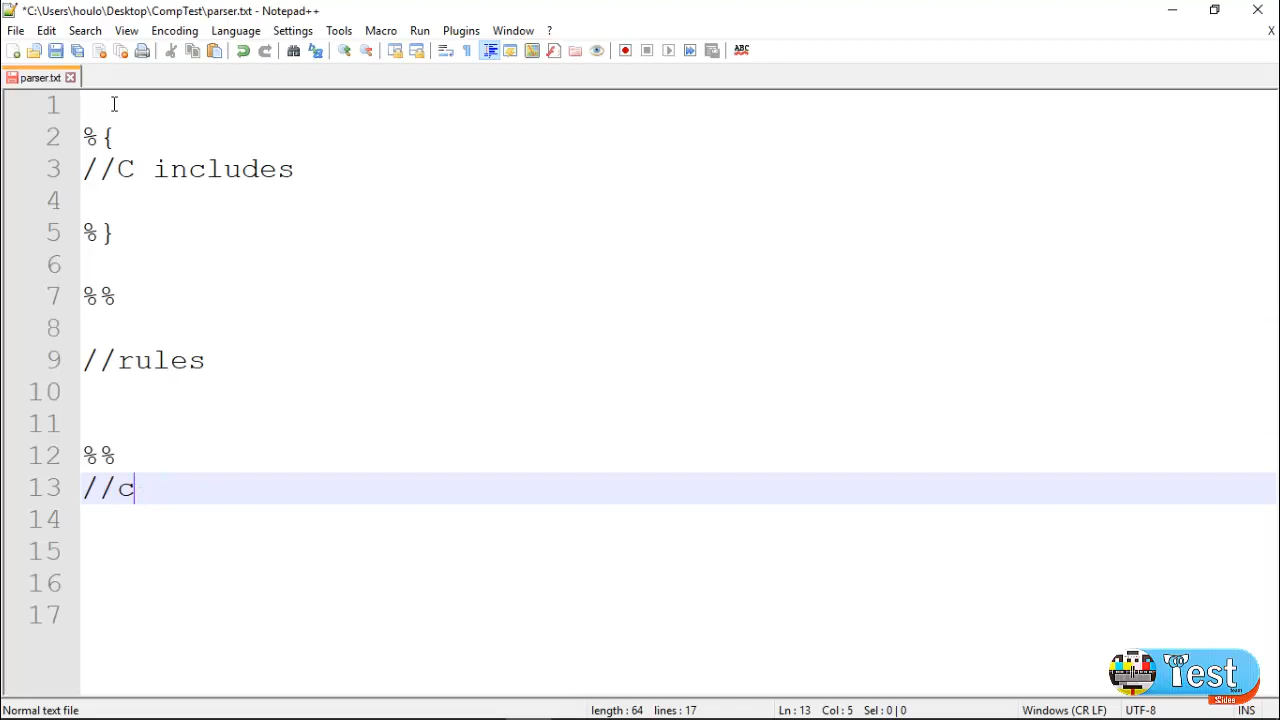 *C:\Users\houlo\Desktop\CompTest\parser.txt - Notepad++
File Edit Search View Encoding Language Settings Tools Macro Run Plugins Window ? X
ABC
parser.txt
1
2 %{
3 //C includes
4
5 %}
6
7 %%
8
9 //rules
10
11
12 %%
13 //c
14
15
16
17
Test
team
Slides
Normal text file length : 64 lines : 17 Ln : 13 Col : 5 Sel : 0 | 0 Windows (CR LF) UTF-8 INS